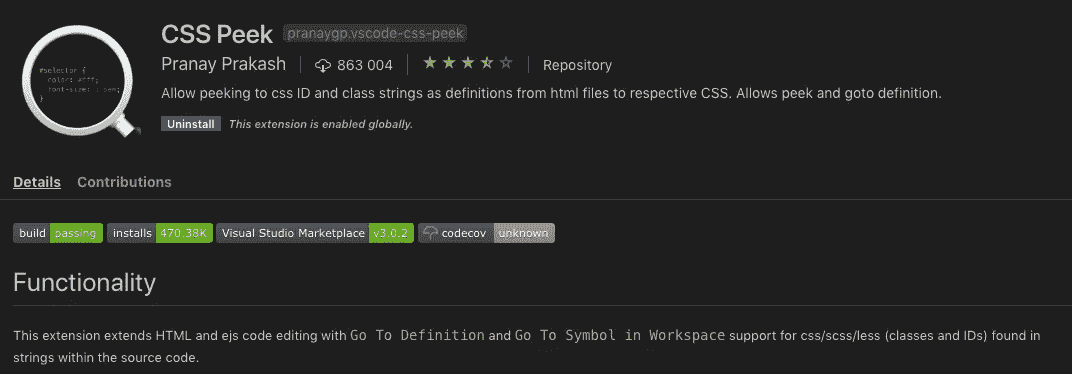 CSS Peek pranaygp.vscode-css-peek
Pranay Prakash 863 004 Repository
#selector {
color: #fff;
font-size: 1.5em;
}
Allow peeking to css ID and class strings as definitions from html files to respective CSS. Allows peek and goto definition.
Uninstall This extension is enabled globally.
Details Contributions
build passing installs 470.38K Visual Studio Marketplace v3.0.2 codecov unknown
Functionality
This extension extends HTML and ejs code editing with Go To Definition and Go To Symbol in Workspace support for css/scss/less (classes and IDs) found in
strings within the source code.